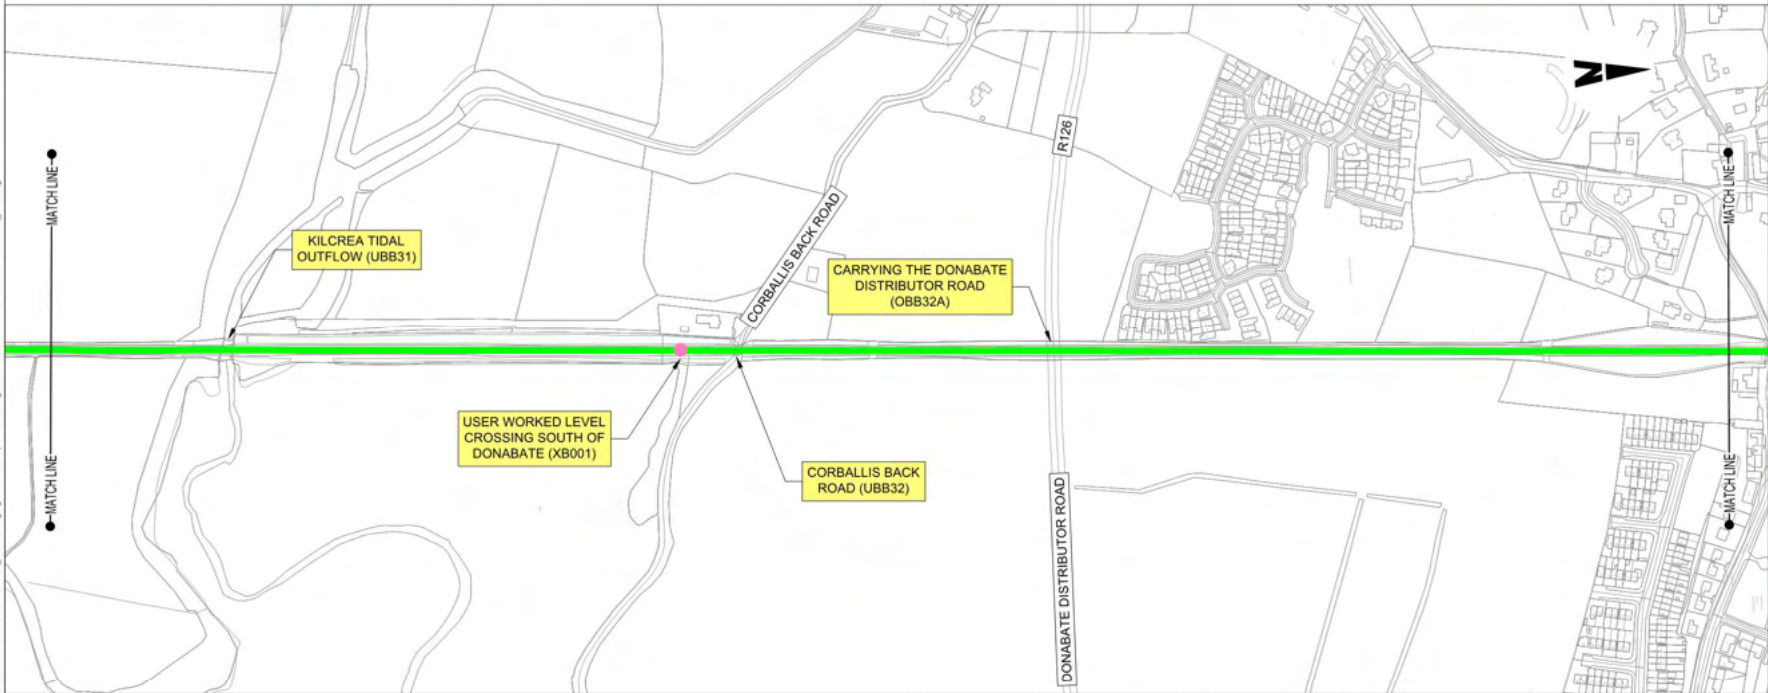 N
R126
MATCH LINE
MATCH LINE
KILCREA TIDAL
OUTFLOW (UBB31)
CORBALLIS BACK ROAD
CARRYING THE DONABATE
DISTRIBUTOR ROAD
(OBB32A)
USER WORKED LEVEL
CROSSING SOUTH OF
DONABATE (XB001)
CORBALLIS BACK
ROAD (UBB32)
MATCH LINE
MATCH LINE
DONABATE DISTRIBUTOR ROAD